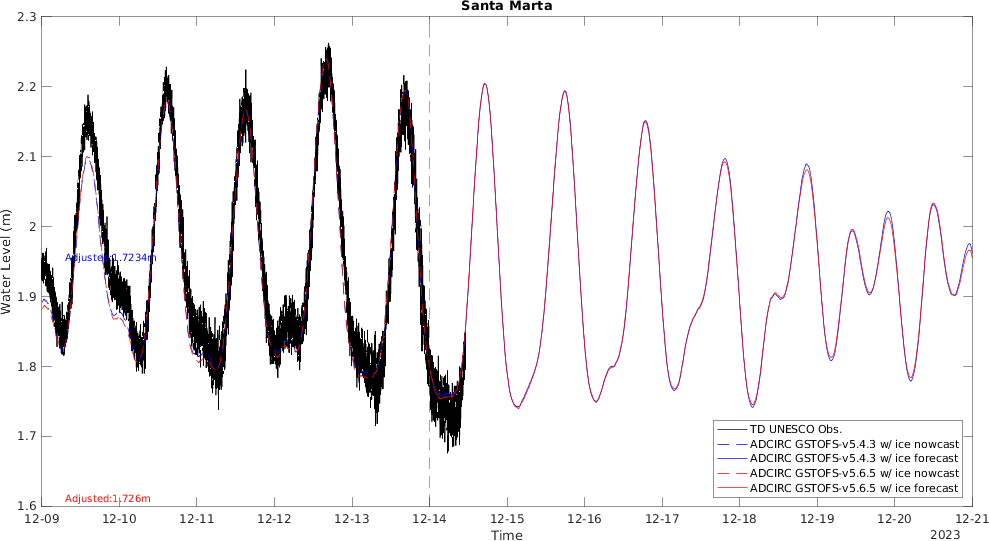 Santa Marta
2.3
2.2
2.1
2
1.9
1.8
1.7
1.6
Water Level (m)
Adjusted:1.7234m
Adjusted:1.726m
TD UNESCO Obs.
ADCIRC GSTOFS-v5.4.3 w/ ice nowcast
ADCIRC GSTOFS-v5.4.3 w/ ice forecast
ADCIRC GSTOFS-v5.6.5 w/ ice nowcast
ADCIRC GSTOFS-v5.6.5 w/ ice forecast
12-09 12-10 12-11 12-12 12-13 12-14 12-15 12-16 12-17 12-18 12-19 12-20 12-21
Time
2023